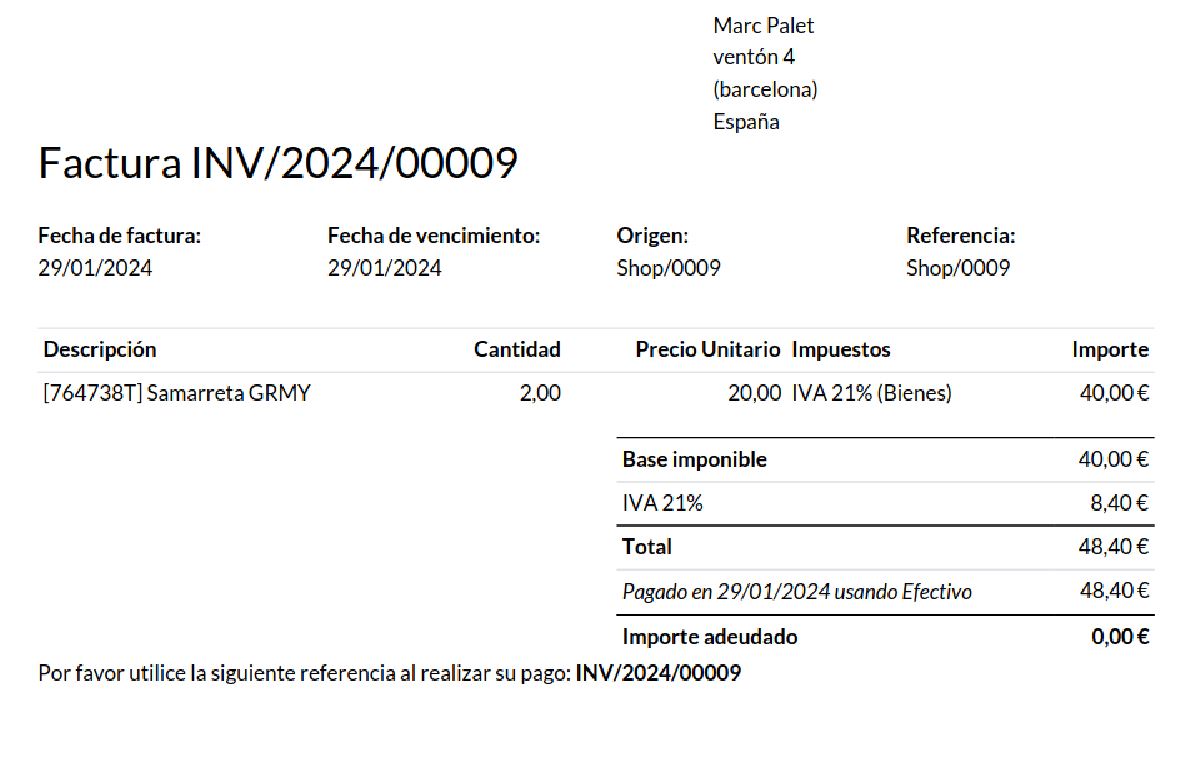 Marc Palet
ventón 4
(barcelona)
España
Factura INV/2024/00009
Fecha de factura: Fecha de vencimiento: Origen: Referencia:
29/01/2024 29/01/2024 Shop/0009 Shop/0009
Descripción Cantidad Precio Unitario Impuestos Importe
[764738T] Samarreta GRMY 2,00 20,00 IVA 21% (Bienes) 40,00 €
Base imponible 40,00 €
IVA 21% 8,40 €
Total 48,40 €
Pagado en 29/01/2024 usando Efectivo 48,40 €
Importe adeudado 0,00 €
Por favor utilice la siguiente referencia al realizar su pago: INV/2024/00009